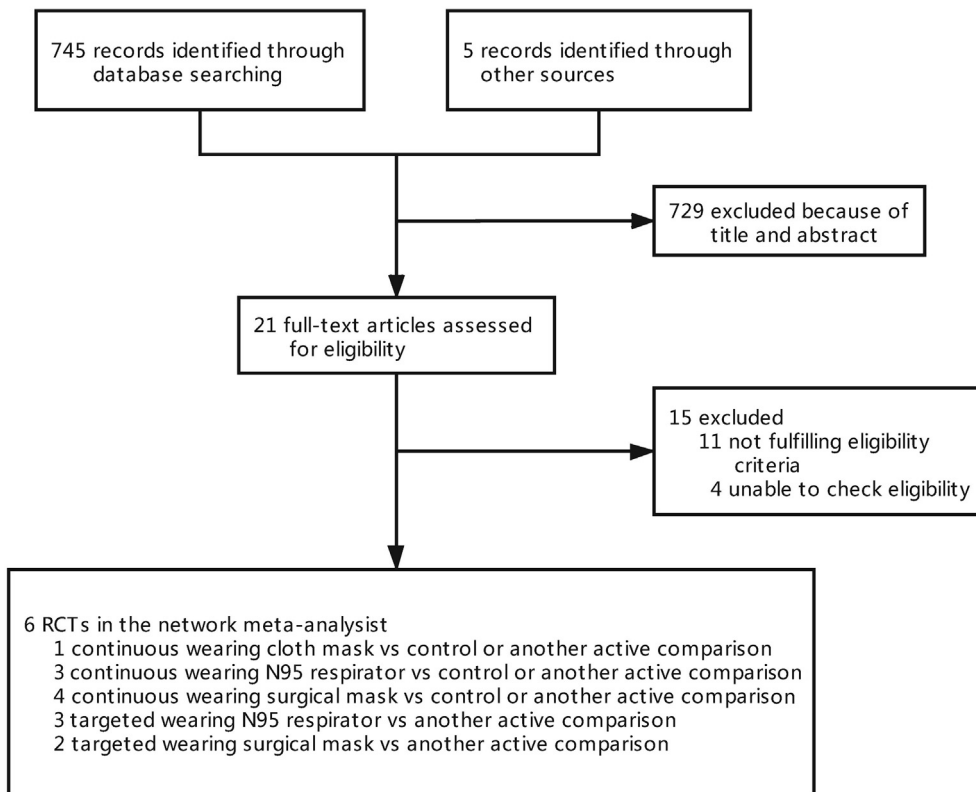 745 records identified through
database searching
5 records identified through
other sources
729 excluded because of
title and abstract
21 full-text articles assessed
for eligibility
15 excluded
11 not fulfilling eligibility
criteria
4 unable to check eligibility
6 RCTs in the network meta-analysist
1 continuous wearing cloth mask vs control or another active comparison
3 continuous wearing N95 respirator vs control or another active comparison
4 continuous wearing surgical mask vs control or another active comparison
3 targeted wearing N95 respirator vs another active comparison
2 targeted wearing surgical mask vs another active comparison